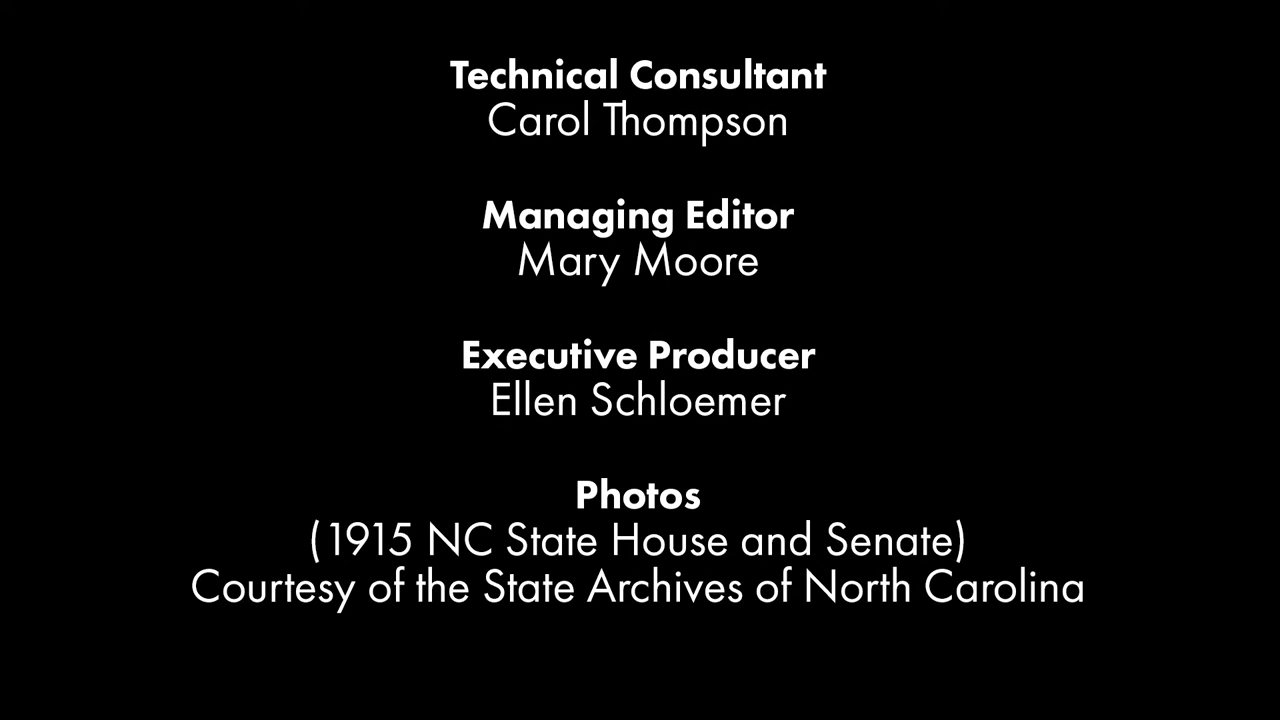 Technical Consultant
Carol Thompson
Managing Editor
Mary Moore
Executive Producer
Ellen Schloemer
Photos
(1915 NC State House and Senate)
Courtesy of the State Archives of North Carolina